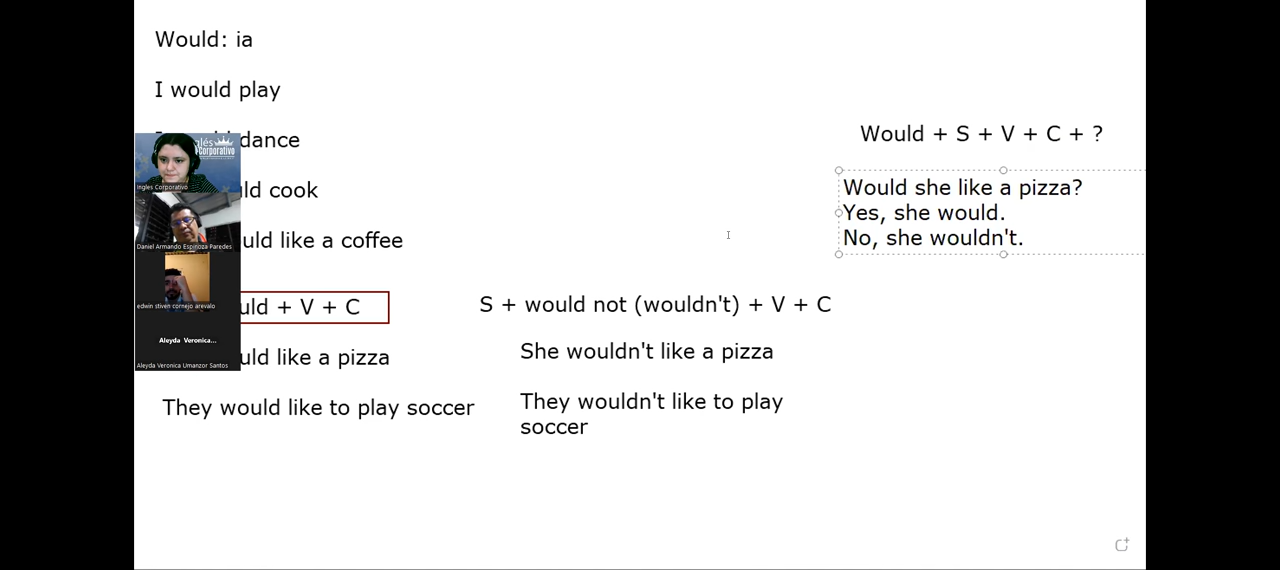 Would: ia
I would play
dance
ld cook
uld like a coffee
uld + V + C
uld like a pizza
They would like to play soccer
S + would not (wouldn't) + V + C
She wouldn't like a pizza
They wouldn't like to play
soccer
Would + S + V + C + ?
Would she like a pizza?
Yes, she would.
No, she wouldn't.
glés
Corporativo
Ingles Corporativo
Daniel Armando Espinoza Paredes
edwin stiven cornejo arevalo
Aleyda Veronica...
Aleyda Veronica Umanzor Santos